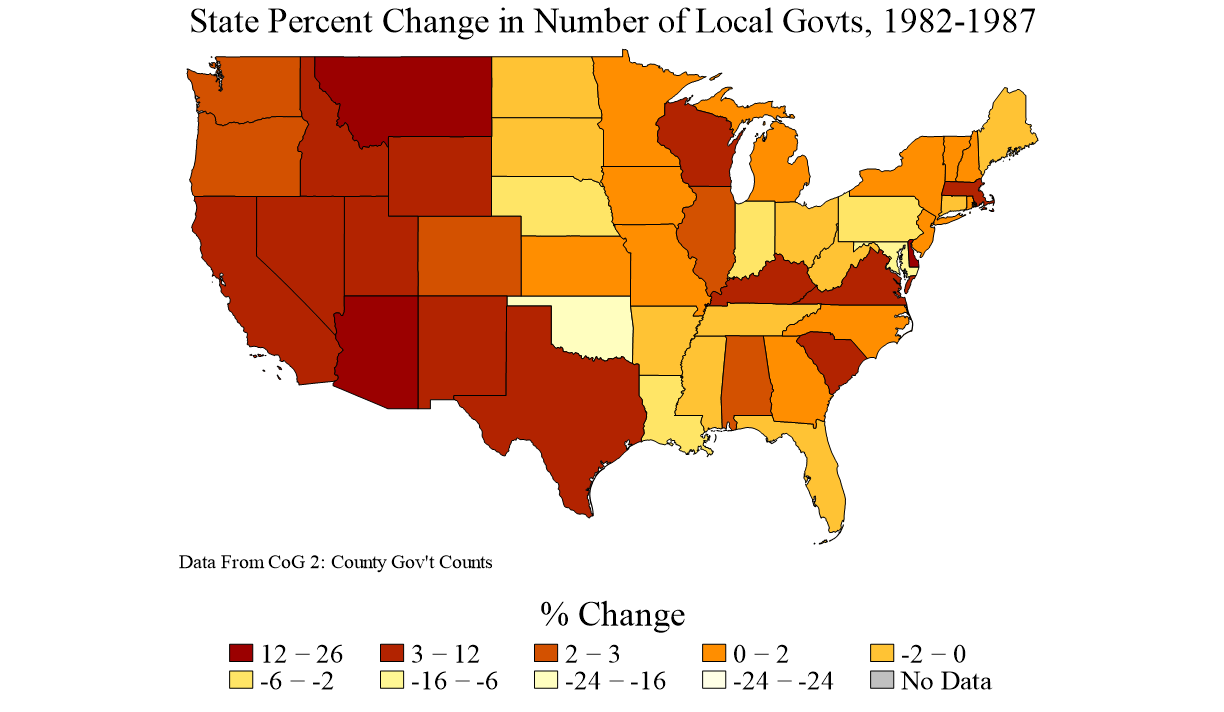 State Percent Change in Number of Local Govts, 1982-1987
Data From CoG 2: County Gov't Counts
% Change
12 − 26 3 − 12 2 − 3 0 − 2 -2 − 0
-6 − -2 -16 − -6 -24 − -16 -24 − -24 No Data